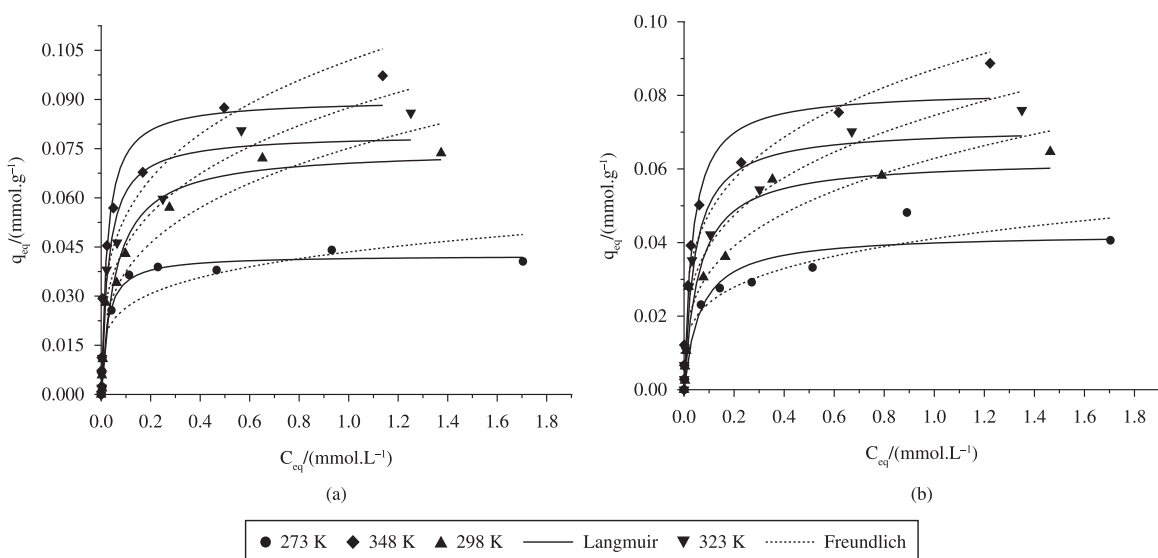 0.105
0.090
0.075
0.060
0.045
0.030
0.015
0.000
q_eq/(mmol.g⁻¹)
0.0 0.2 0.4 0.6 0.8 1.0 1.2 1.4 1.6 1.8
C_eq/(mmol.L⁻¹)
(a)
0.10
0.08
0.06
0.04
0.02
0.00
q_eq/(mmol.g⁻¹)
0.0 0.2 0.4 0.6 0.8 1.0 1.2 1.4 1.6 1.8
C_eq/(mmol.L⁻¹)
(b)
273 K 348 K 298 K Langmuir 323 K Freundlich